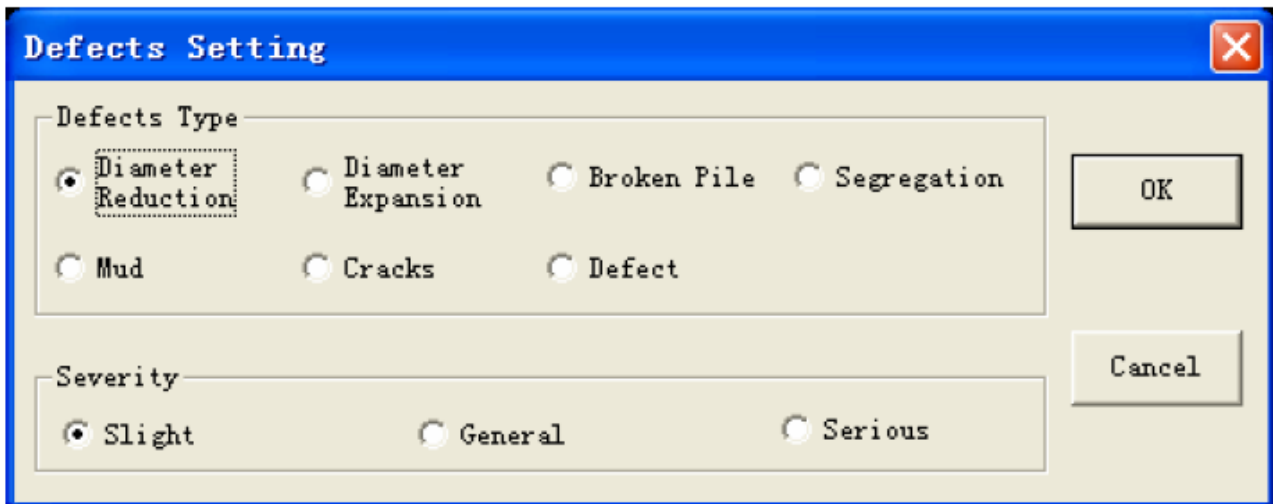 Defects Setting
Defects Type
Diameter Reduction
Diameter Expansion
Broken Pile
Segregation
Mud
Cracks
Defect
OK
Severity
Slight
General
Serious
Cancel